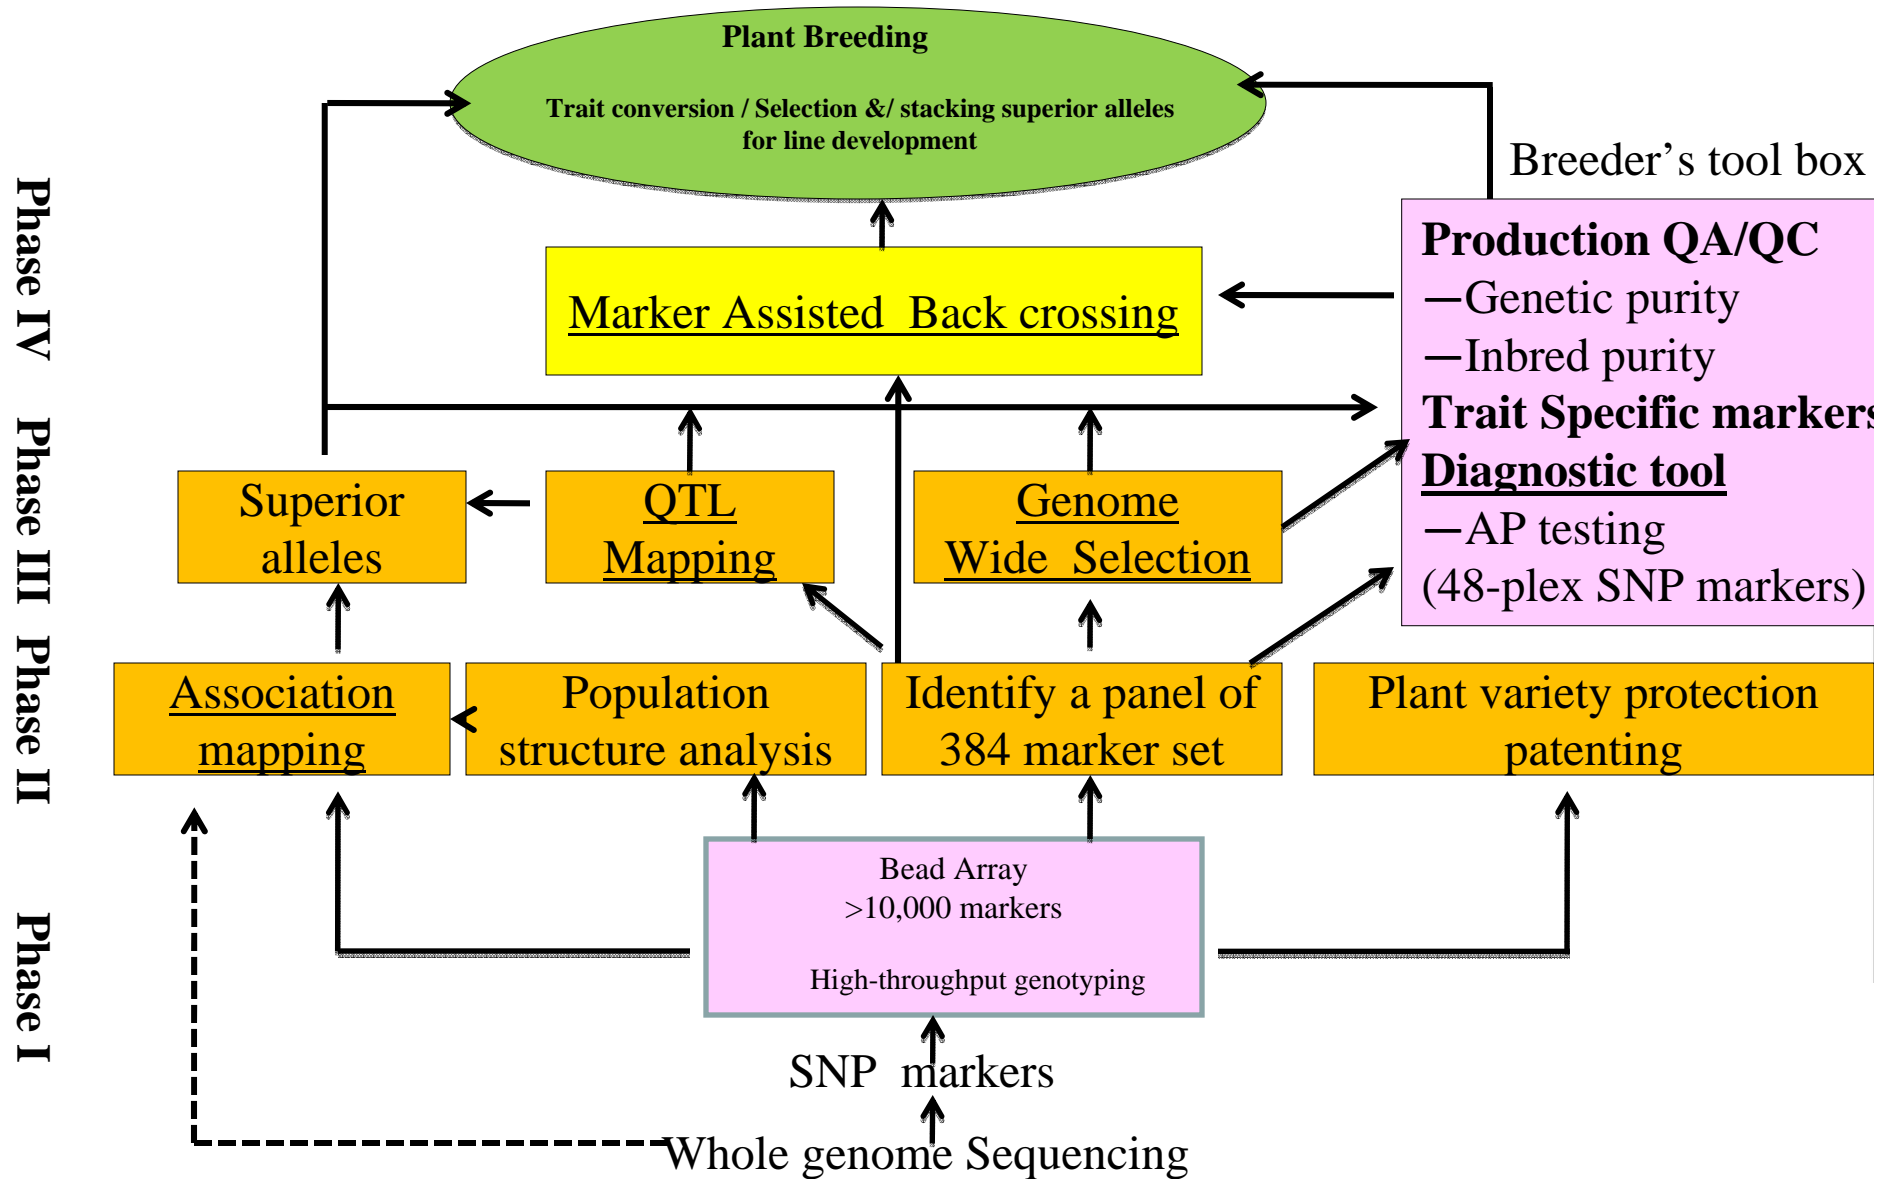 Plant Breeding
Trait conversion / Selection &/ stacking superior alleles
for line development
Breeder’s tool box
Phase IV
Marker Assisted Back crossing
Production QA/QC
—Genetic purity
—Inbred purity
Trait Specific markers
Diagnostic tool
—AP testing
(48-plex SNP markers)
Phase III
Superior
alleles
QTL
Mapping
Genome
Wide Selection
Phase II
Association
mapping
Population
structure analysis
Identify a panel of
384 marker set
Plant variety protection
patenting
Phase I
Bead Array
>10,000 markers
High-throughput genotyping
SNP markers
Whole genome Sequencing